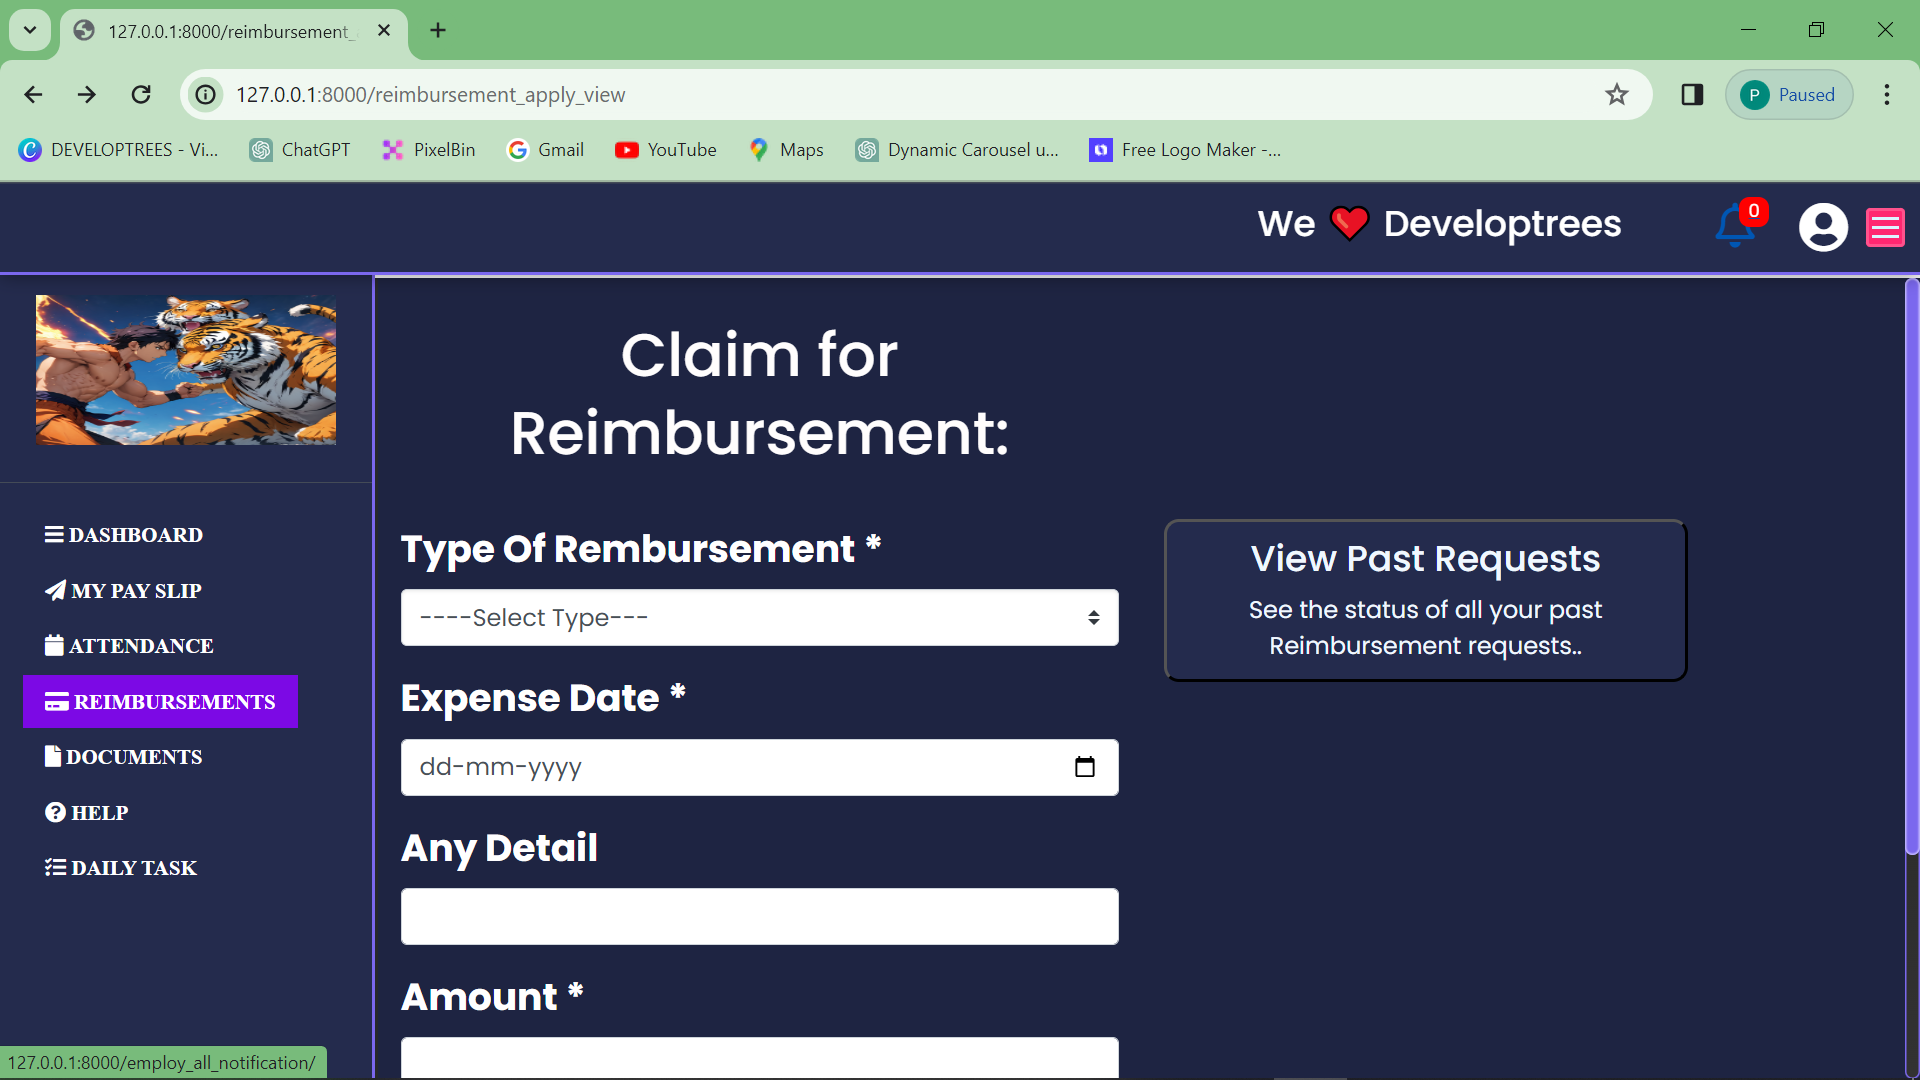 127.0.0.1:8000/reimbursement_
127.0.0.1:8000/reimbursement_apply_view
P Paused
DEVELOPTREES - Vi...
ChatGPT
PixelBin
Gmail
YouTube
Maps
Dynamic Carousel u...
Free Logo Maker -...
We ❤ Developtrees
0
Claim for
Reimbursement:
DASHBOARD
MY PAY SLIP
ATTENDANCE
REIMBURSEMENTS
DOCUMENTS
HELP
DAILY TASK
Type Of Rembursement *
----Select Type---
Expense Date *
dd-mm-yyyy
Any Detail
Amount *
View Past Requests
See the status of all your past
Reimbursement requests..
127.0.0.1:8000/employ_all_notification/